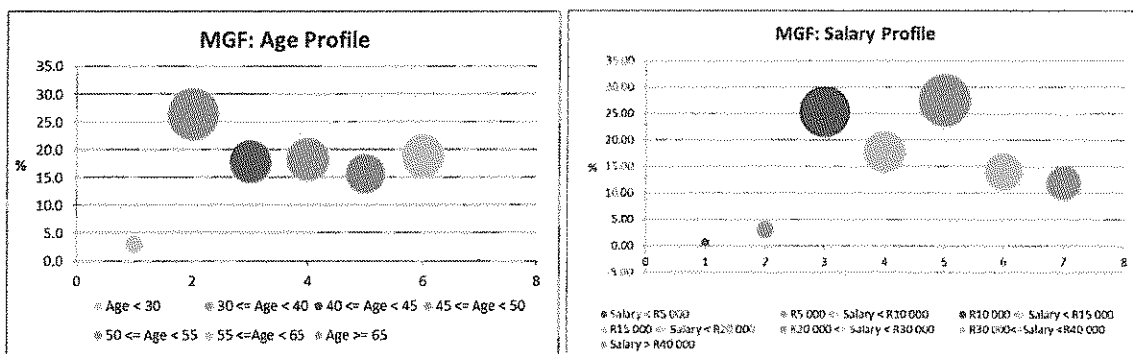 MGF: Age Profile
35.0
30.0
25.0
20.0
%
15.0
10.0
5.0
0.0
0 2 4 6 8
Age < 30 30 <= Age < 40 40 <= Age < 45 45 <= Age < 50
50 <= Age < 55 55 <=Age < 65 Age >= 65
MGF: Salary Profile
35.00
30.00
25.00
20.00
%
15.00
10.00
5.00
0.00
-5.00
0 1 2 3 4 5 6 7 8
Salary < R5 000 R5 000 <= Salary < R10 000 R10 000 <= Salary < R15 000
R15 000 <= Salary < R20 000 R20 000 <= Salary < R30 000 R30 000<= Salary <R40 000
Salary > R40 000